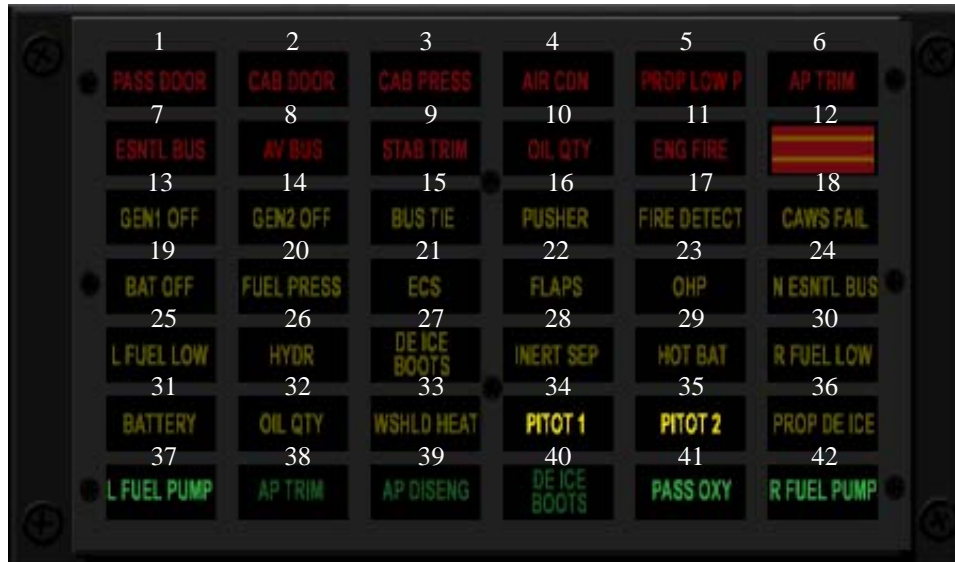 1 2 3 4 5 6
PASS DOOR CAB DOOR CAB PRESS AIR CON PROP LOW P AP TRIM
7 8 9 10 11 12
ESNTL BUS AV BUS STAB TRIM OIL QTY ENG FIRE
13 14 15 16 17 18
GEN1 OFF GEN2 OFF BUS TIE PUSHER FIRE DETECT CAWS FAIL
19 20 21 22 23 24
BAT OFF FUEL PRESS ECS FLAPS OHP N ESNTL BUS
25 26 27 28 29 30
L FUEL LOW HYDR DE ICE BOOTS INERT SEP HOT BAT R FUEL LOW
31 32 33 34 35 36
BATTERY OIL QTY WSHLD HEAT PITOT 1 PITOT 2 PROP DE ICE
37 38 39 40 41 42
L FUEL PUMP AP TRIM AP DISENG DE ICE BOOTS PASS OXY R FUEL PUMP